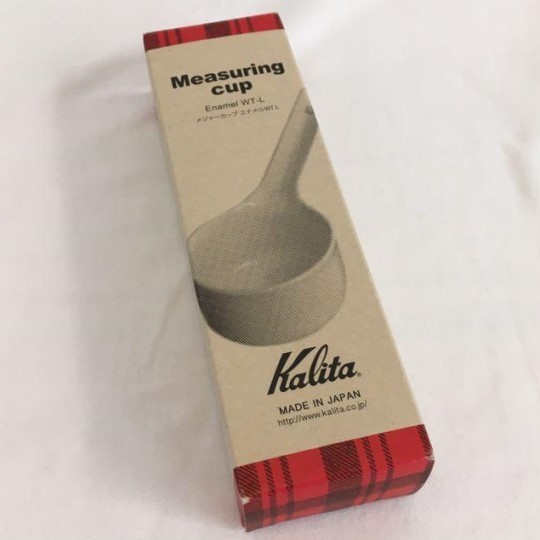 Measuring
cup
Enamel WT-L
メジャーカップ エナメルWT L
Kalita®
MADE IN JAPAN
http://www.kalita.co.jp/